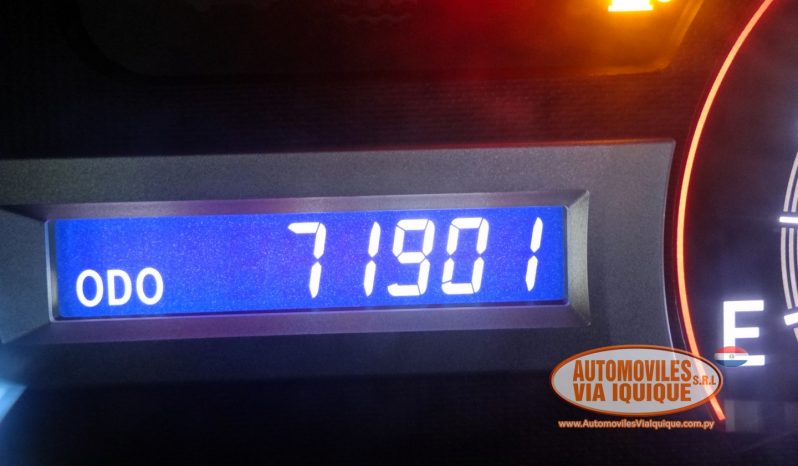 ODO 71901
E
AUTOMOVILES
VIA IQUIQUE S.R.L
www.AutomovilesViaIquique.com.py